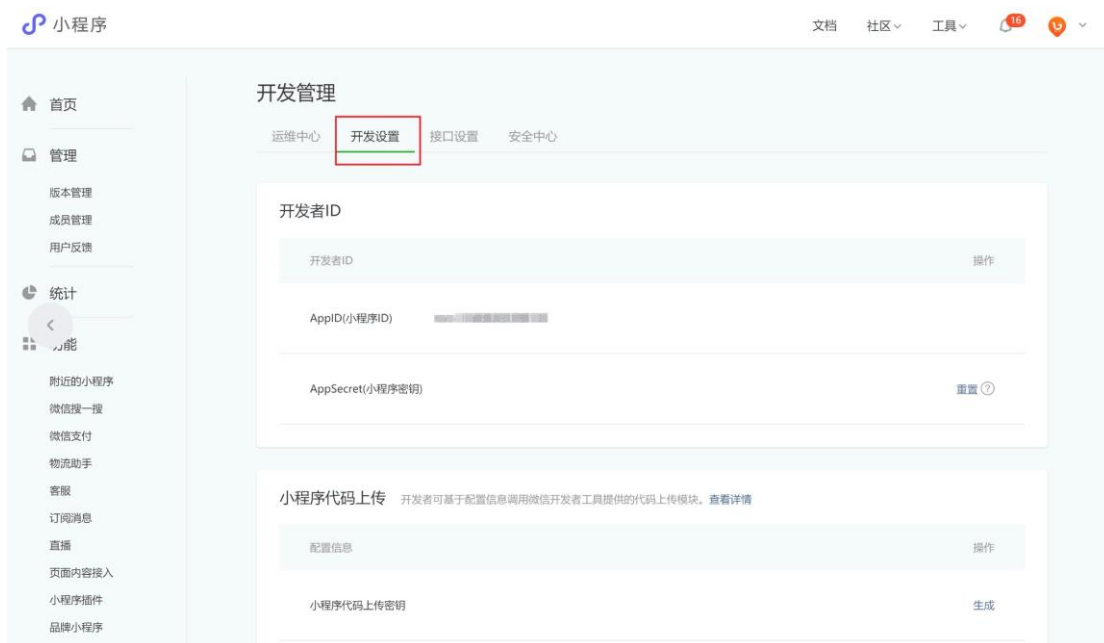 小程序
文档 社区 工具 16
首页
管理
版本管理
成员管理
用户反馈
统计
功能
附近的小程序
微信搜一搜
微信支付
物流助手
客服
订阅消息
直播
页面内容接入
小程序插件
品牌小程序
开发管理
运维中心 开发设置 接口设置 安全中心
开发者ID
开发者ID 操作
AppID(小程序ID)
AppSecret(小程序密钥) 重置 ?
小程序代码上传 开发者可基于配置信息调用微信开发者工具提供的代码上传模块。查看详情
配置信息 操作
小程序代码上传密钥 生成